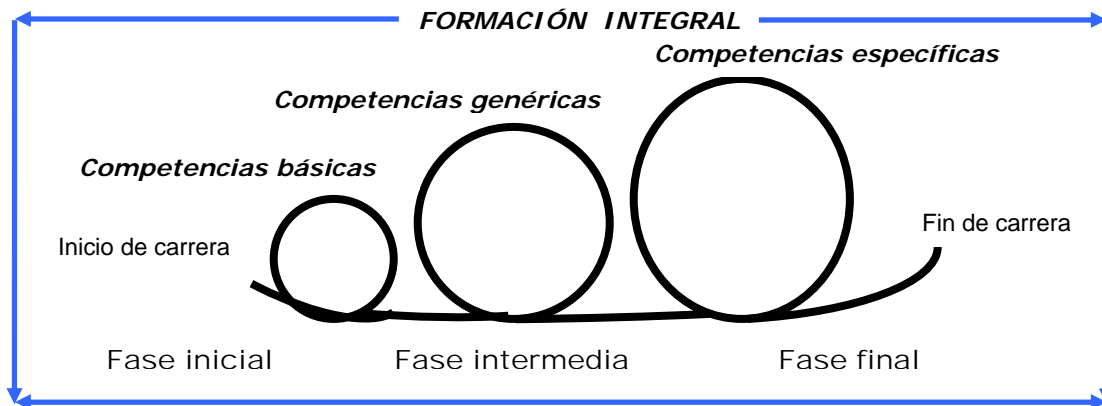 FORMACIÓN INTEGRAL
Competencias específicas
Competencias genéricas
Competencias básicas
Inicio de carrera
Fin de carrera
Fase inicial
Fase intermedia
Fase final